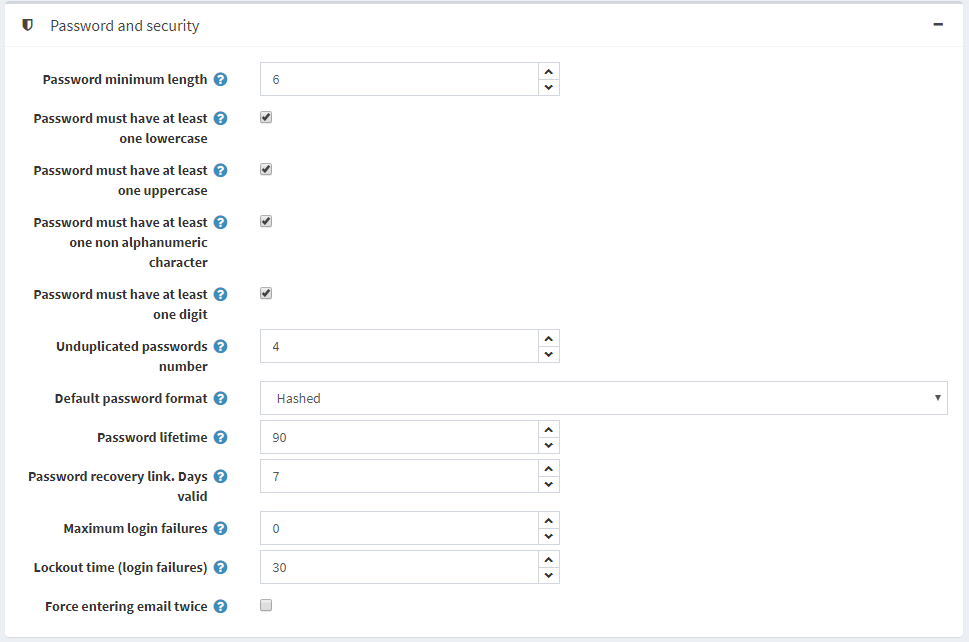 Password and security
Password minimum length
6
Password must have at least
one lowercase
Password must have at least
one uppercase
Password must have at least
one non alphanumeric
character
Password must have at least
one digit
Unduplicated passwords
number
4
Default password format
Hashed
Password lifetime
90
Password recovery link. Days
valid
7
Maximum login failures
0
Lockout time (login failures)
30
Force entering email twice